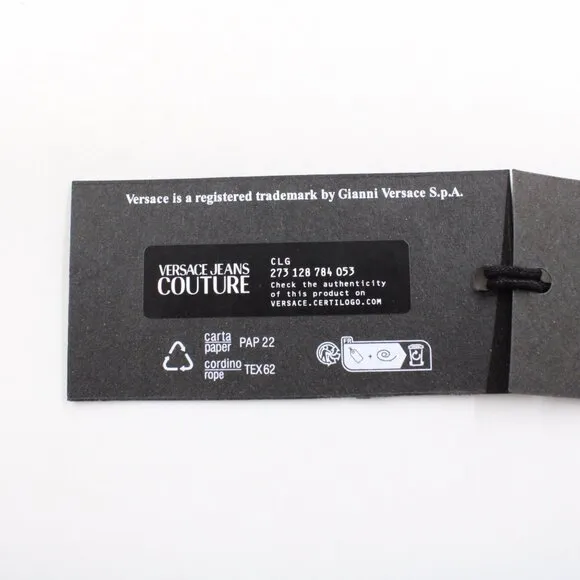 Versace is a registered trademark by Gianni Versace S.p.A.
VERSACE JEANS
COUTURE
CLG
273 128 784 053
Check the authenticity
of this product on
VERSACE.CERTILOGO.COM
carta
paper PAP 22
cordino
rope TEX62
FR